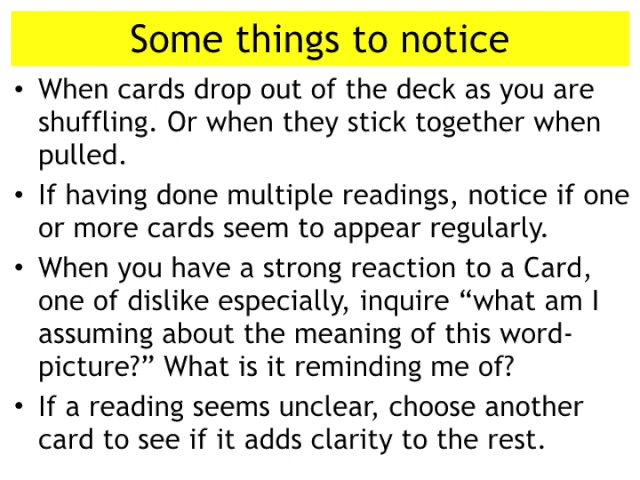 Some things to notice
• When cards drop out of the deck as you are
shuffling. Or when they stick together when
pulled.
• If having done multiple readings, notice if one
or more cards seem to appear regularly.
• When you have a strong reaction to a Card,
one of dislike especially, inquire “what am I
assuming about the meaning of this word-
picture?” What is it reminding me of?
• If a reading seems unclear, choose another
card to see if it adds clarity to the rest.